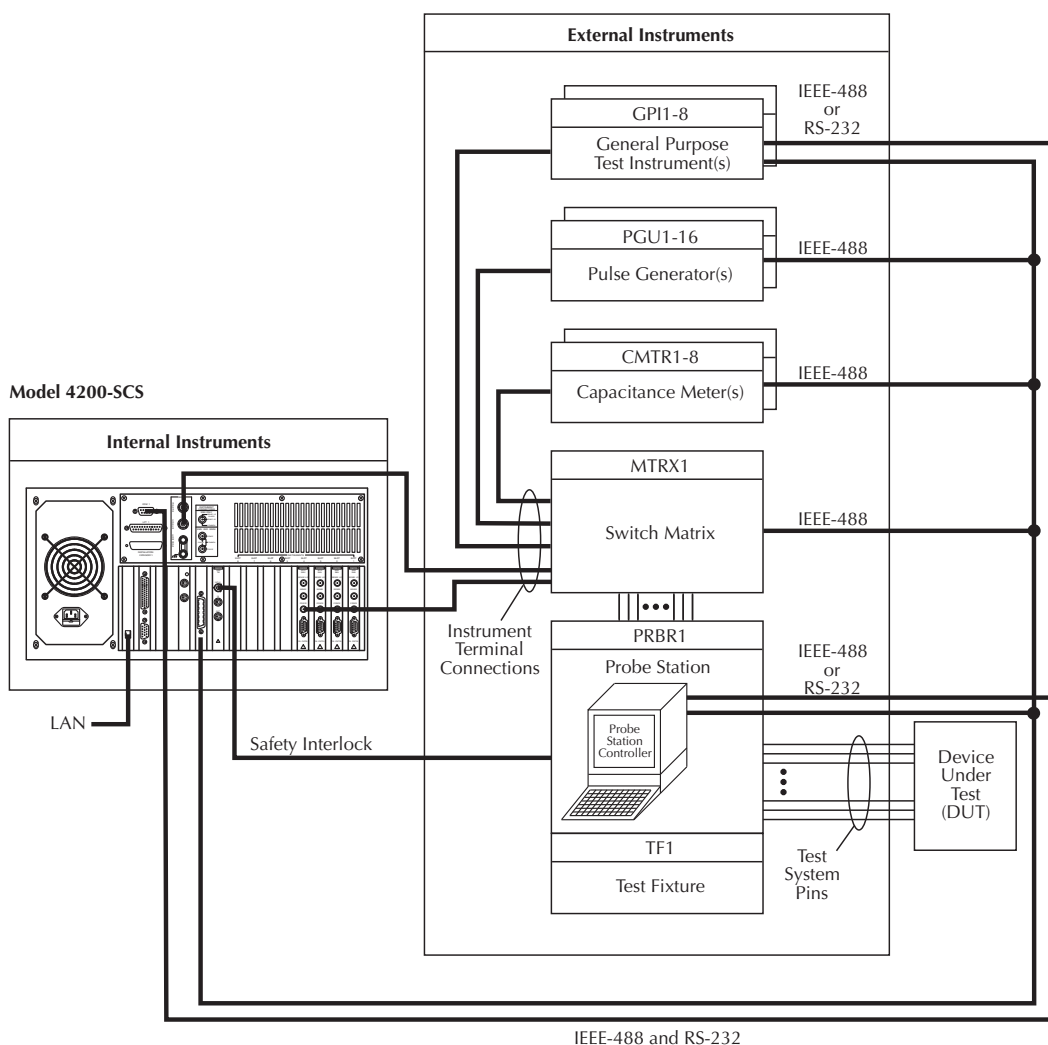 External Instruments
GPI1-8
General Purpose
Test Instrument(s)
IEEE-488
or
RS-232
PGU1-16
Pulse Generator(s)
IEEE-488
CMTR1-8
Capacitance Meter(s)
IEEE-488
Model 4200-SCS
Internal Instruments
MTRX1
Switch Matrix
IEEE-488
Instrument
Terminal
Connections
PRBR1
Probe Station
IEEE-488
or
RS-232
LAN
Safety Interlock
Probe
Station
Controller
Device
Under
Test
(DUT)
TF1
Test Fixture
Test
System
Pins
IEEE-488 and RS-232